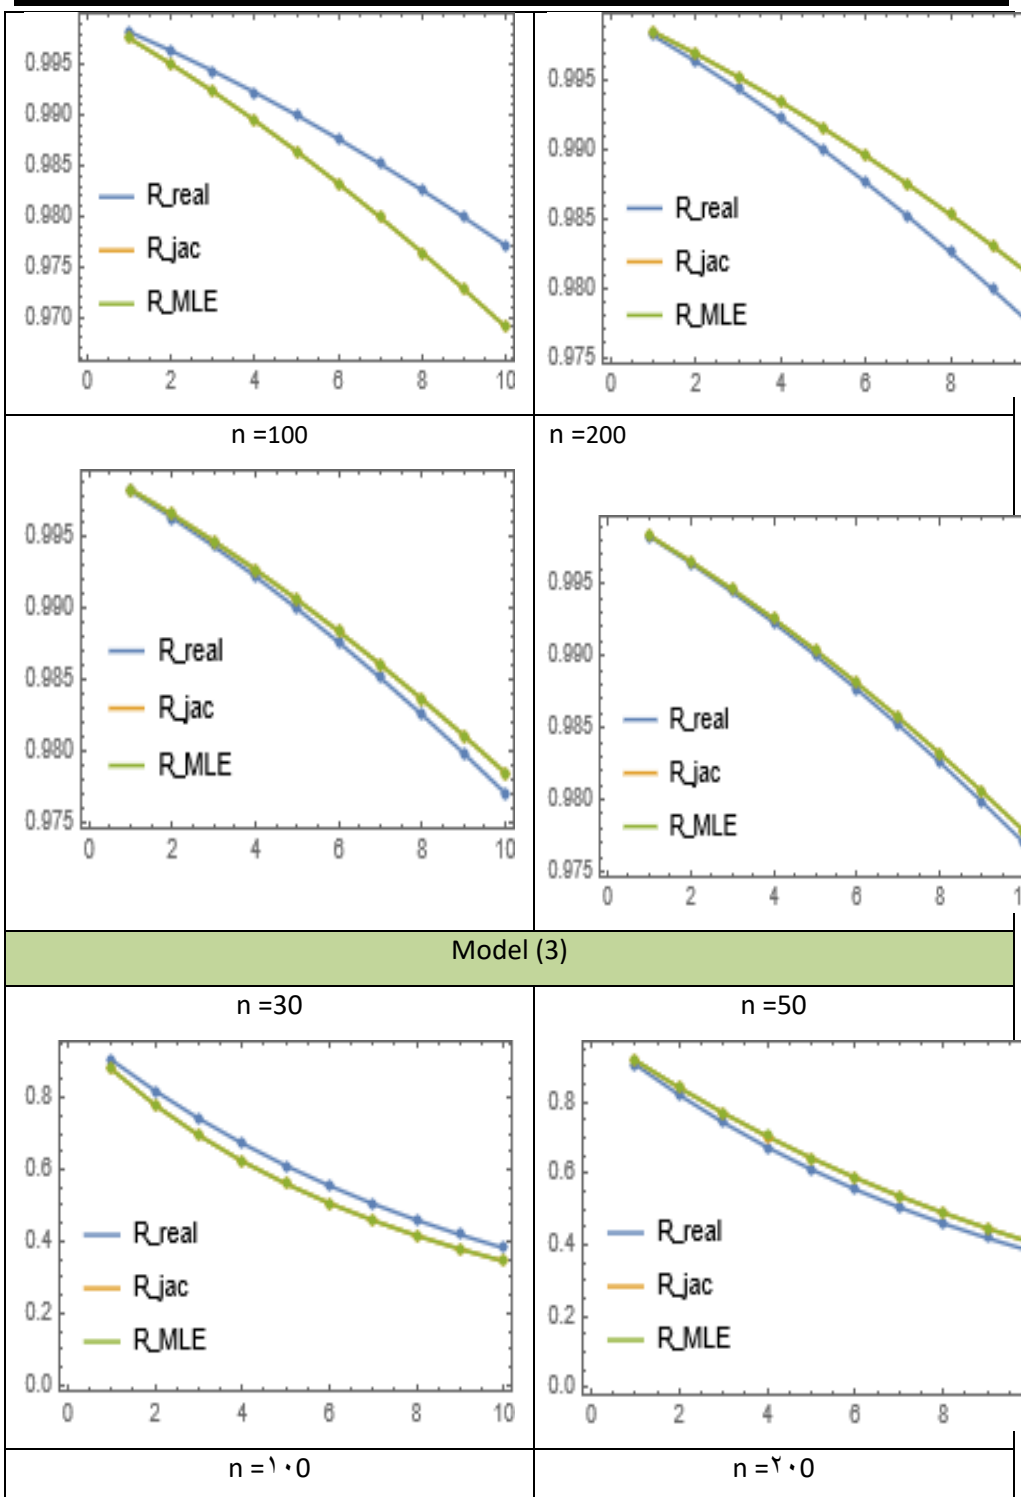 0.995
0.990
0.985
0.980
0.975
0.970
R_real
R_jac
R_MLE
0 2 4 6 8 10
0.995
0.990
0.985
0.980
0.975
R_real
R_jac
R_MLE
0 2 4 6 8
n =100
n =200
0.995
0.990
0.985
0.980
0.975
R_real
R_jac
R_MLE
0 2 4 6 8 10
0.995
0.990
0.985
0.980
0.975
R_real
R_jac
R_MLE
0 2 4 6 8 1
Model (3)
n =30
n =50
0.8
0.6
0.4
0.2
0.0
R_real
R_jac
R_MLE
0 2 4 6 8 10
0.8
0.6
0.4
0.2
0.0
R_real
R_jac
R_MLE
0 2 4 6 8
n =١٠0
n =٢٠0